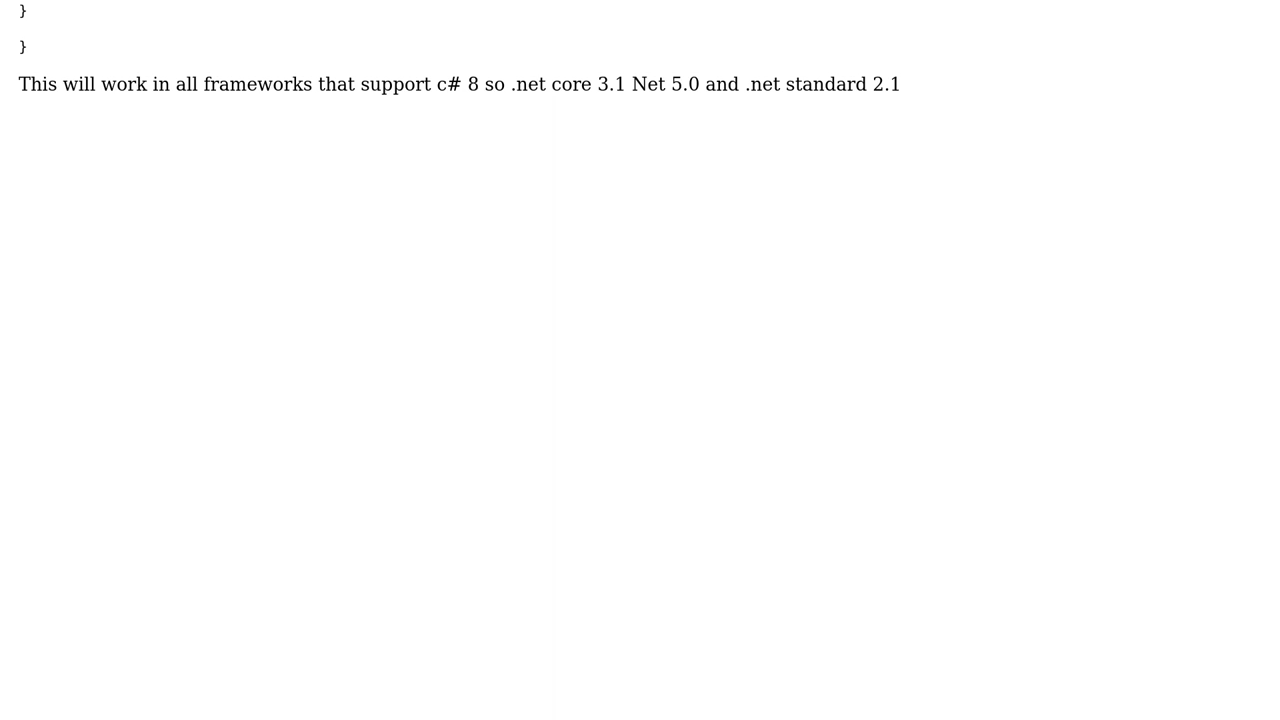 }
}
This will work in all frameworks that support c# 8 so .net core 3.1 Net 5.0 and .net standard 2.1